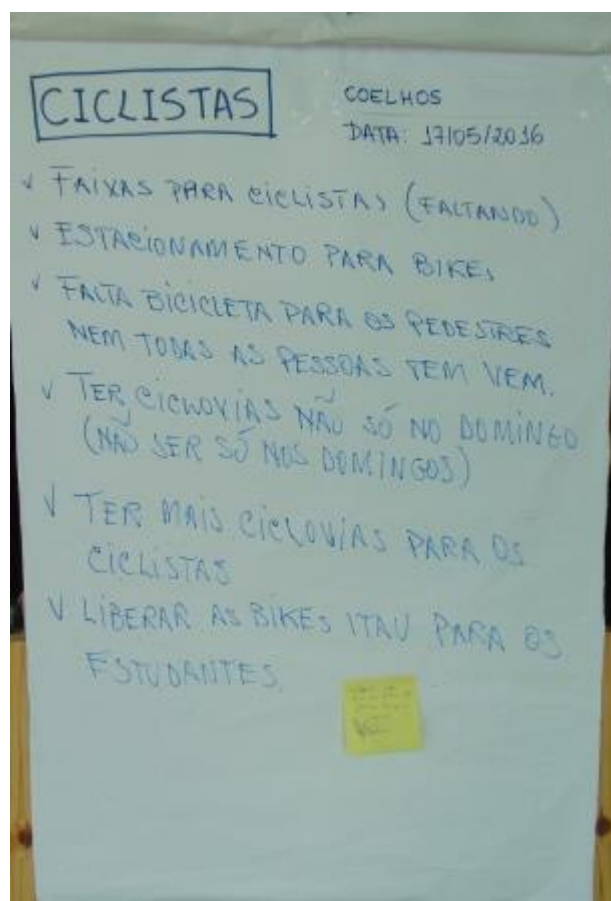 CICLISTAS
COELHOS
DATA: 17/05/2016
√ FAIXAS PARA CICLISTAS (FALTANDO)
√ ESTACIONAMENTO PARA BIKES
√ FALTA BICICLETA PARA OS PEDESTRES
NEM TODAS AS PESSOAS TEM VEM.
√ TER CICLOVIAS NÃO SÓ NO DOMINGO
(NÃO SER SÓ NOS DOMINGOS)
√ TER MAIS CICLOVIAS PARA OS
CICLISTAS
√ LIBERAR AS BIKES ITAU PARA OS
ESTUDANTES.